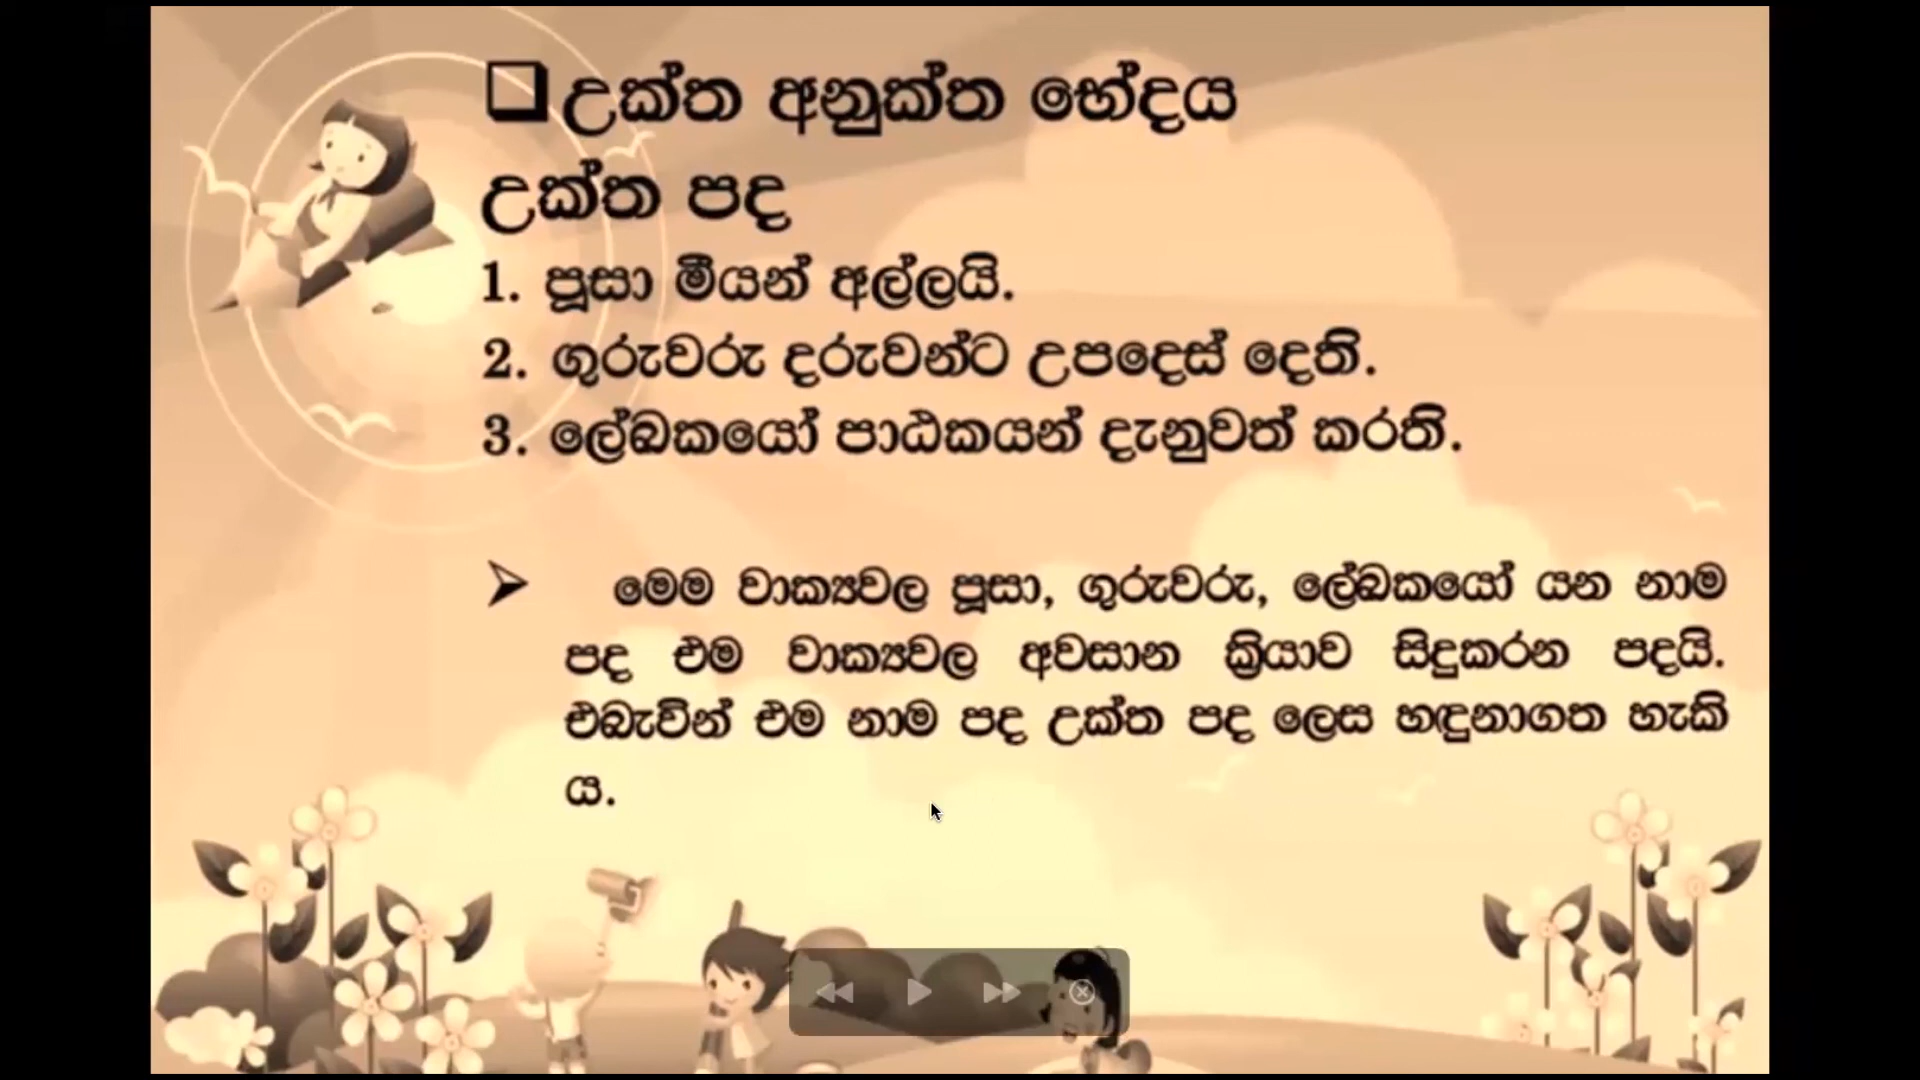 උක්ත අනුක්ත භේදය
උක්ත පද
1. පූසා මීයන් අල්ලයි.
2. ගුරුවරු දරුවන්ට උපදෙස් දෙති.
3. ලේඛකයෝ පාඨකයන් දැනුවත් කරති.
මෙම වාක්‍යවල පූසා, ගුරුවරු, ලේඛකයෝ යන නාම
පද එම වාක්‍යවල අවසාන ක්‍රියාව සිදුකරන පදයි.
එබැවින් එම නාම පද උක්ත පද ලෙස හඳුනාගත හැකි
ය.